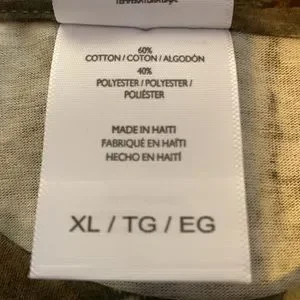 60%
COTTON / COTON / ALGODÓN
40%
POLYESTER / POLYESTER /
POLIÉSTER
MADE IN HAITI
FABRIQUÉ EN HAÏTI
HECHO EN HAITÍ
XL / TG / EG